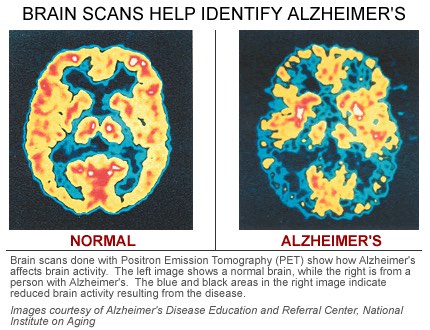 BRAIN SCANS HELP IDENTIFY ALZHEIMER'S
NORMAL
ALZHEIMER'S
Brain scans done with Positron Emission Tomography (PET) show how Alzheimer's
affects brain activity.  The left image shows a normal brain, while the right is from a
person with Alzheimer's.  The blue and black areas in the right image indicate
reduced brain activity resulting from the disease.
Images courtesy of Alzheimer's Disease Education and Referral Center, National
Institute on Aging